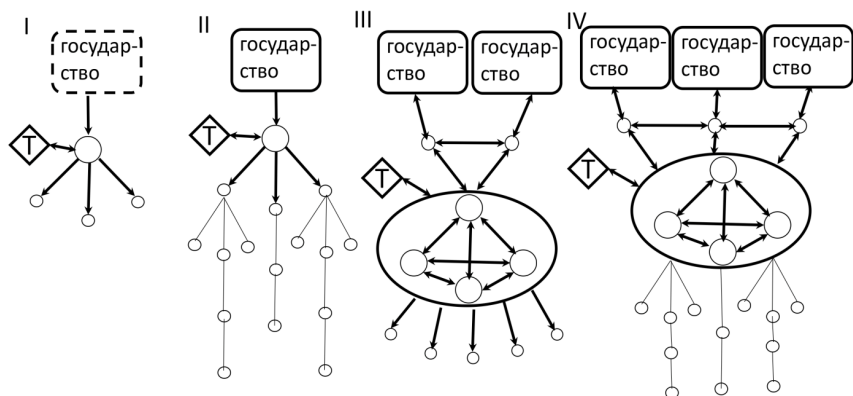 I
государ-
ство
T
II
государ-
ство
T
III
государ-
ство
государ-
ство
T
IV
государ-
ство
государ-
ство
государ-
ство
T